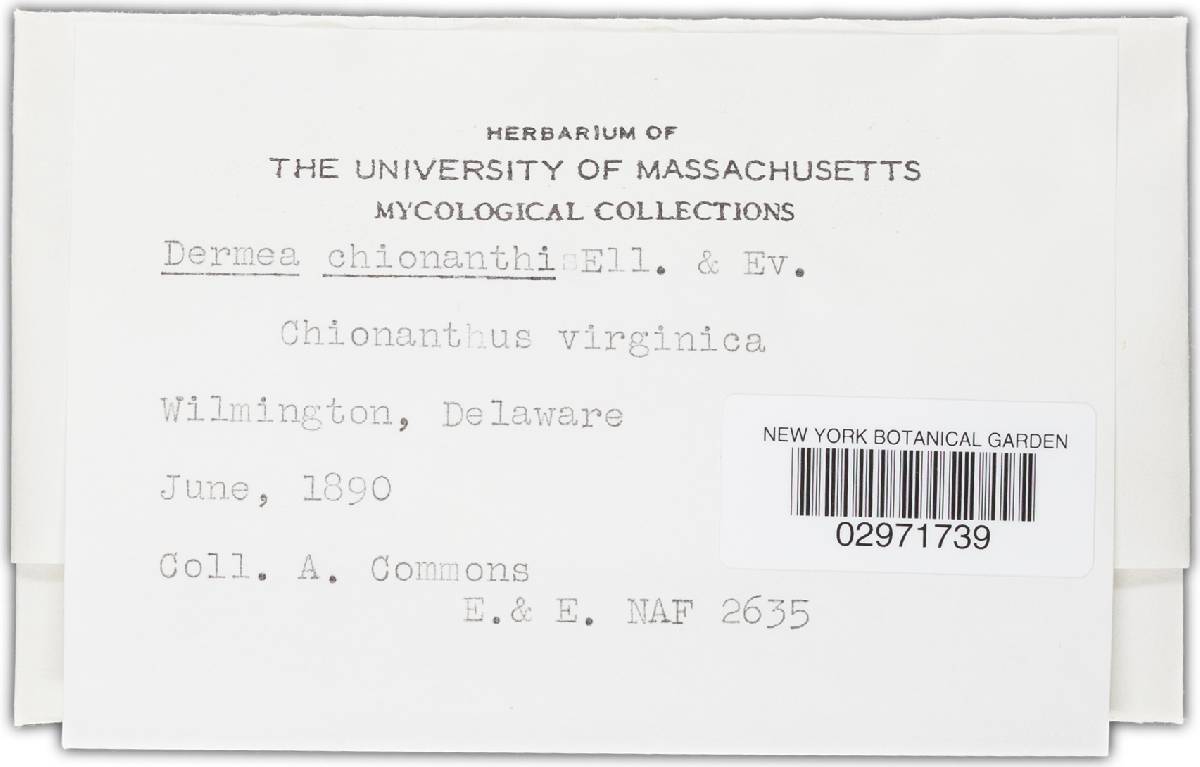 HERBARIUM OF
THE UNIVERSITY OF MASSACHUSETTS
MYCOLOGICAL COLLECTIONS
Dermea chionanthis Ell. & Ev.
Chionanthus virginica
Wilmington, Delaware
June, 1890
Coll. A. Commons
E.& E. NAF 2635
NEW YORK BOTANICAL GARDEN
02971739